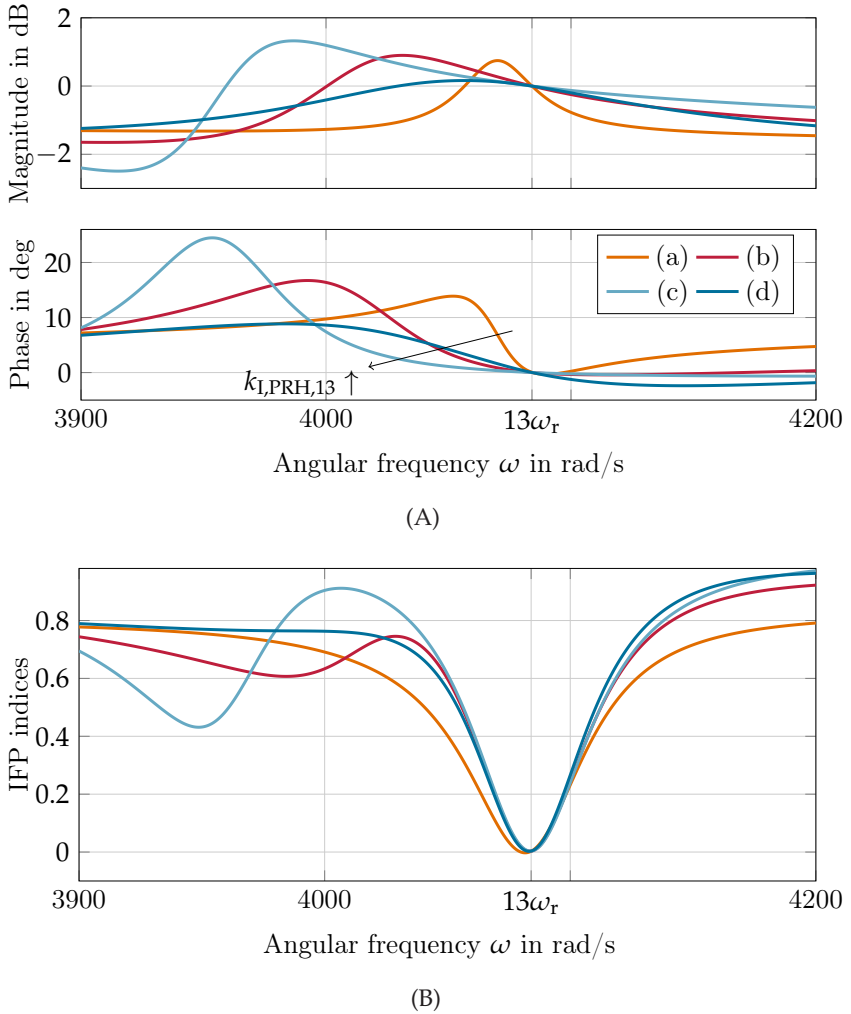 Magnitude in dB
2
0
−2
Phase in deg
20
10
0
(a) (b)
(c) (d)
k_I,PRH,13 ↑
3900 4000 13ω_r 4200
Angular frequency ω in rad/s
(A)
IFP indices
0.8
0.6
0.4
0.2
0
3900 4000 13ω_r 4200
Angular frequency ω in rad/s
(B)